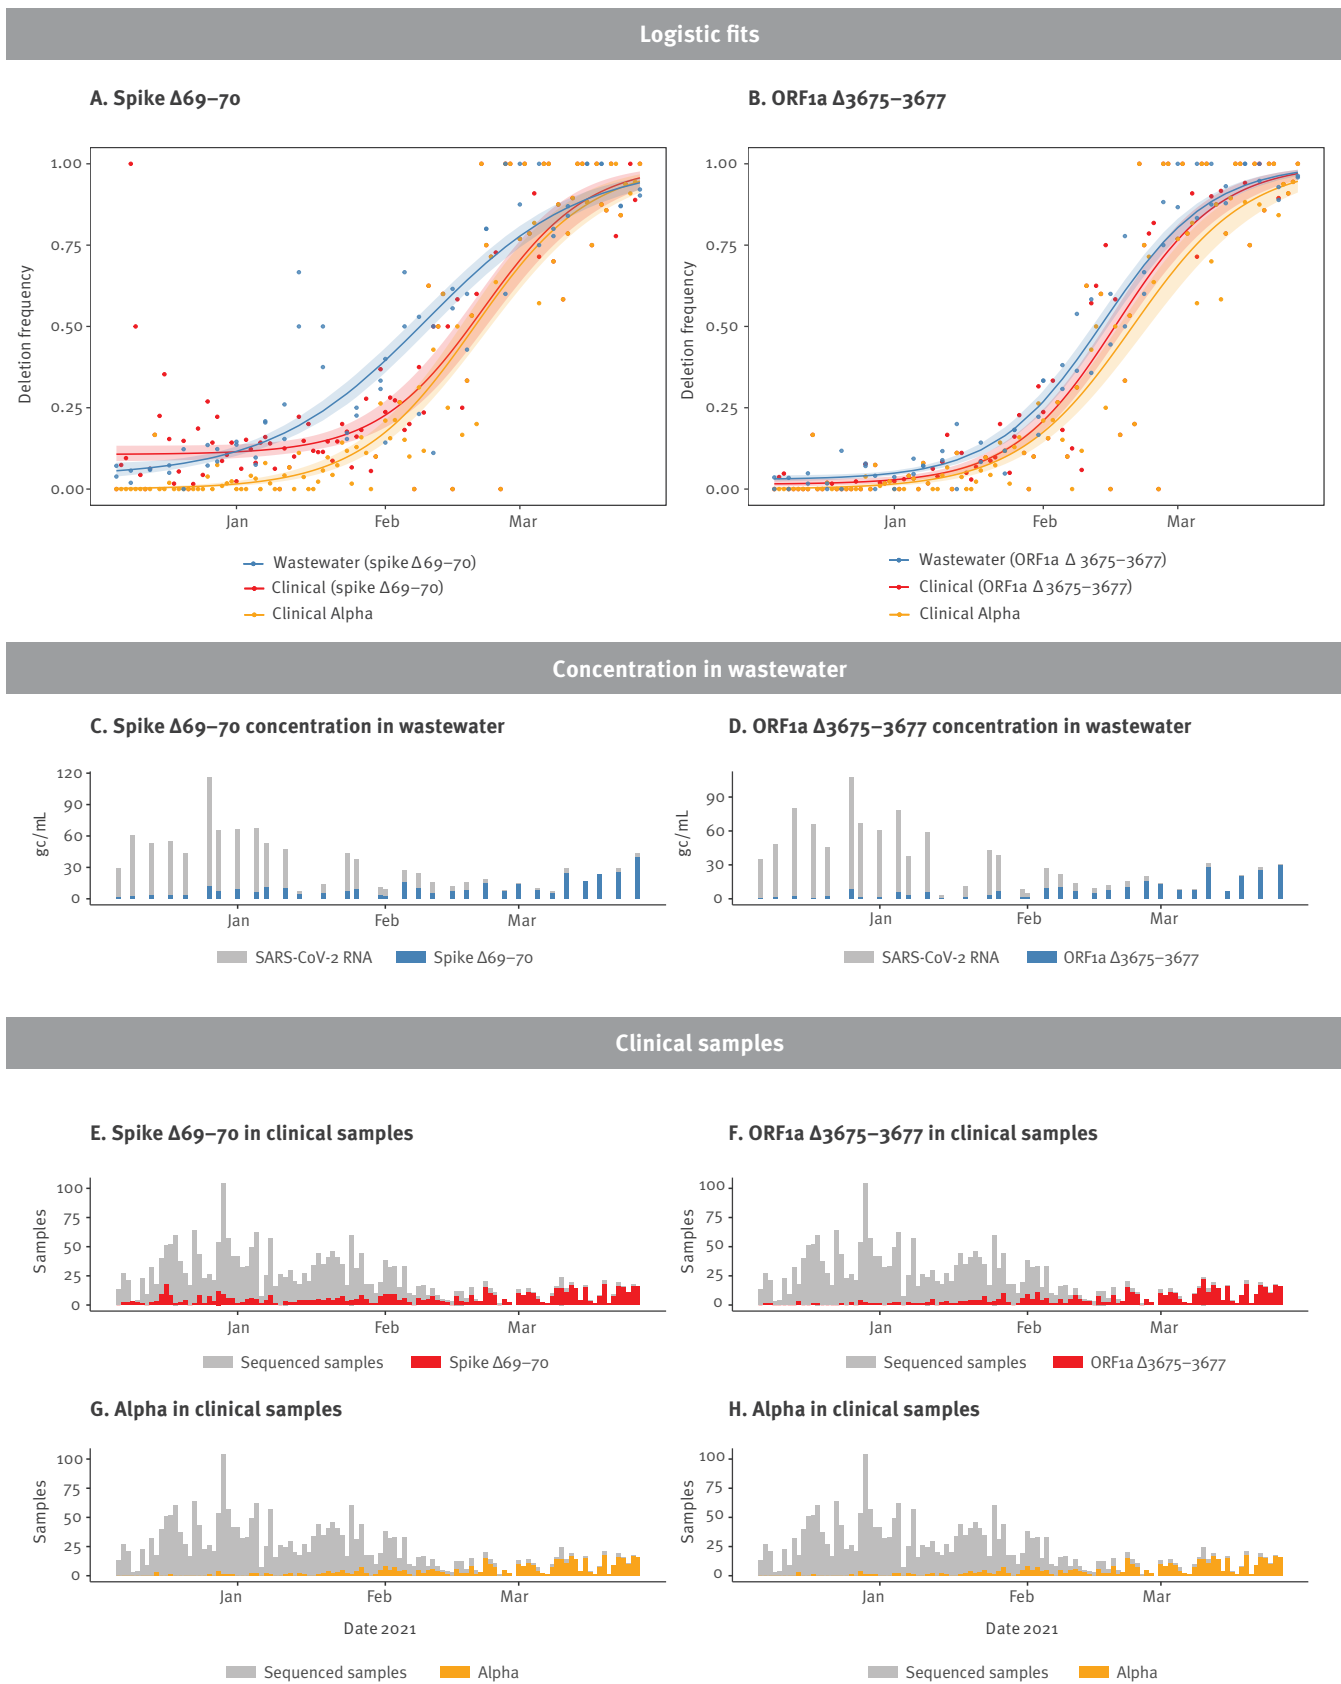 Logistic fits
A. Spike Δ69–70
B. ORF1a Δ3675–3677
Deletion frequency
1.00
0.75
0.50
0.25
0.00
Jan
Feb
Mar
Wastewater (spike Δ69–70)
Clinical (spike Δ69–70)
Clinical Alpha
Deletion frequency
1.00
0.75
0.50
0.25
0.00
Jan
Feb
Mar
Wastewater (ORF1a Δ 3675–3677)
Clinical (ORF1a Δ 3675–3677)
Clinical Alpha
Concentration in wastewater
C. Spike Δ69–70 concentration in wastewater
D. ORF1a Δ3675–3677 concentration in wastewater
gc/mL
120
90
60
30
0
Jan
Feb
Mar
SARS-CoV-2 RNA
Spike Δ69–70
gc/mL
90
60
30
0
Jan
Feb
Mar
SARS-CoV-2 RNA
ORF1a Δ3675–3677
Clinical samples
E. Spike Δ69–70 in clinical samples
F. ORF1a Δ3675–3677 in clinical samples
Samples
100
75
50
25
0
Jan
Feb
Mar
Sequenced samples
Spike Δ69–70
Samples
100
75
50
25
0
Jan
Feb
Mar
Sequenced samples
ORF1a Δ3675–3677
G. Alpha in clinical samples
H. Alpha in clinical samples
Samples
100
75
50
25
0
Jan
Feb
Mar
Date 2021
Sequenced samples
Alpha
Samples
100
75
50
25
0
Jan
Feb
Mar
Date 2021
Sequenced samples
Alpha